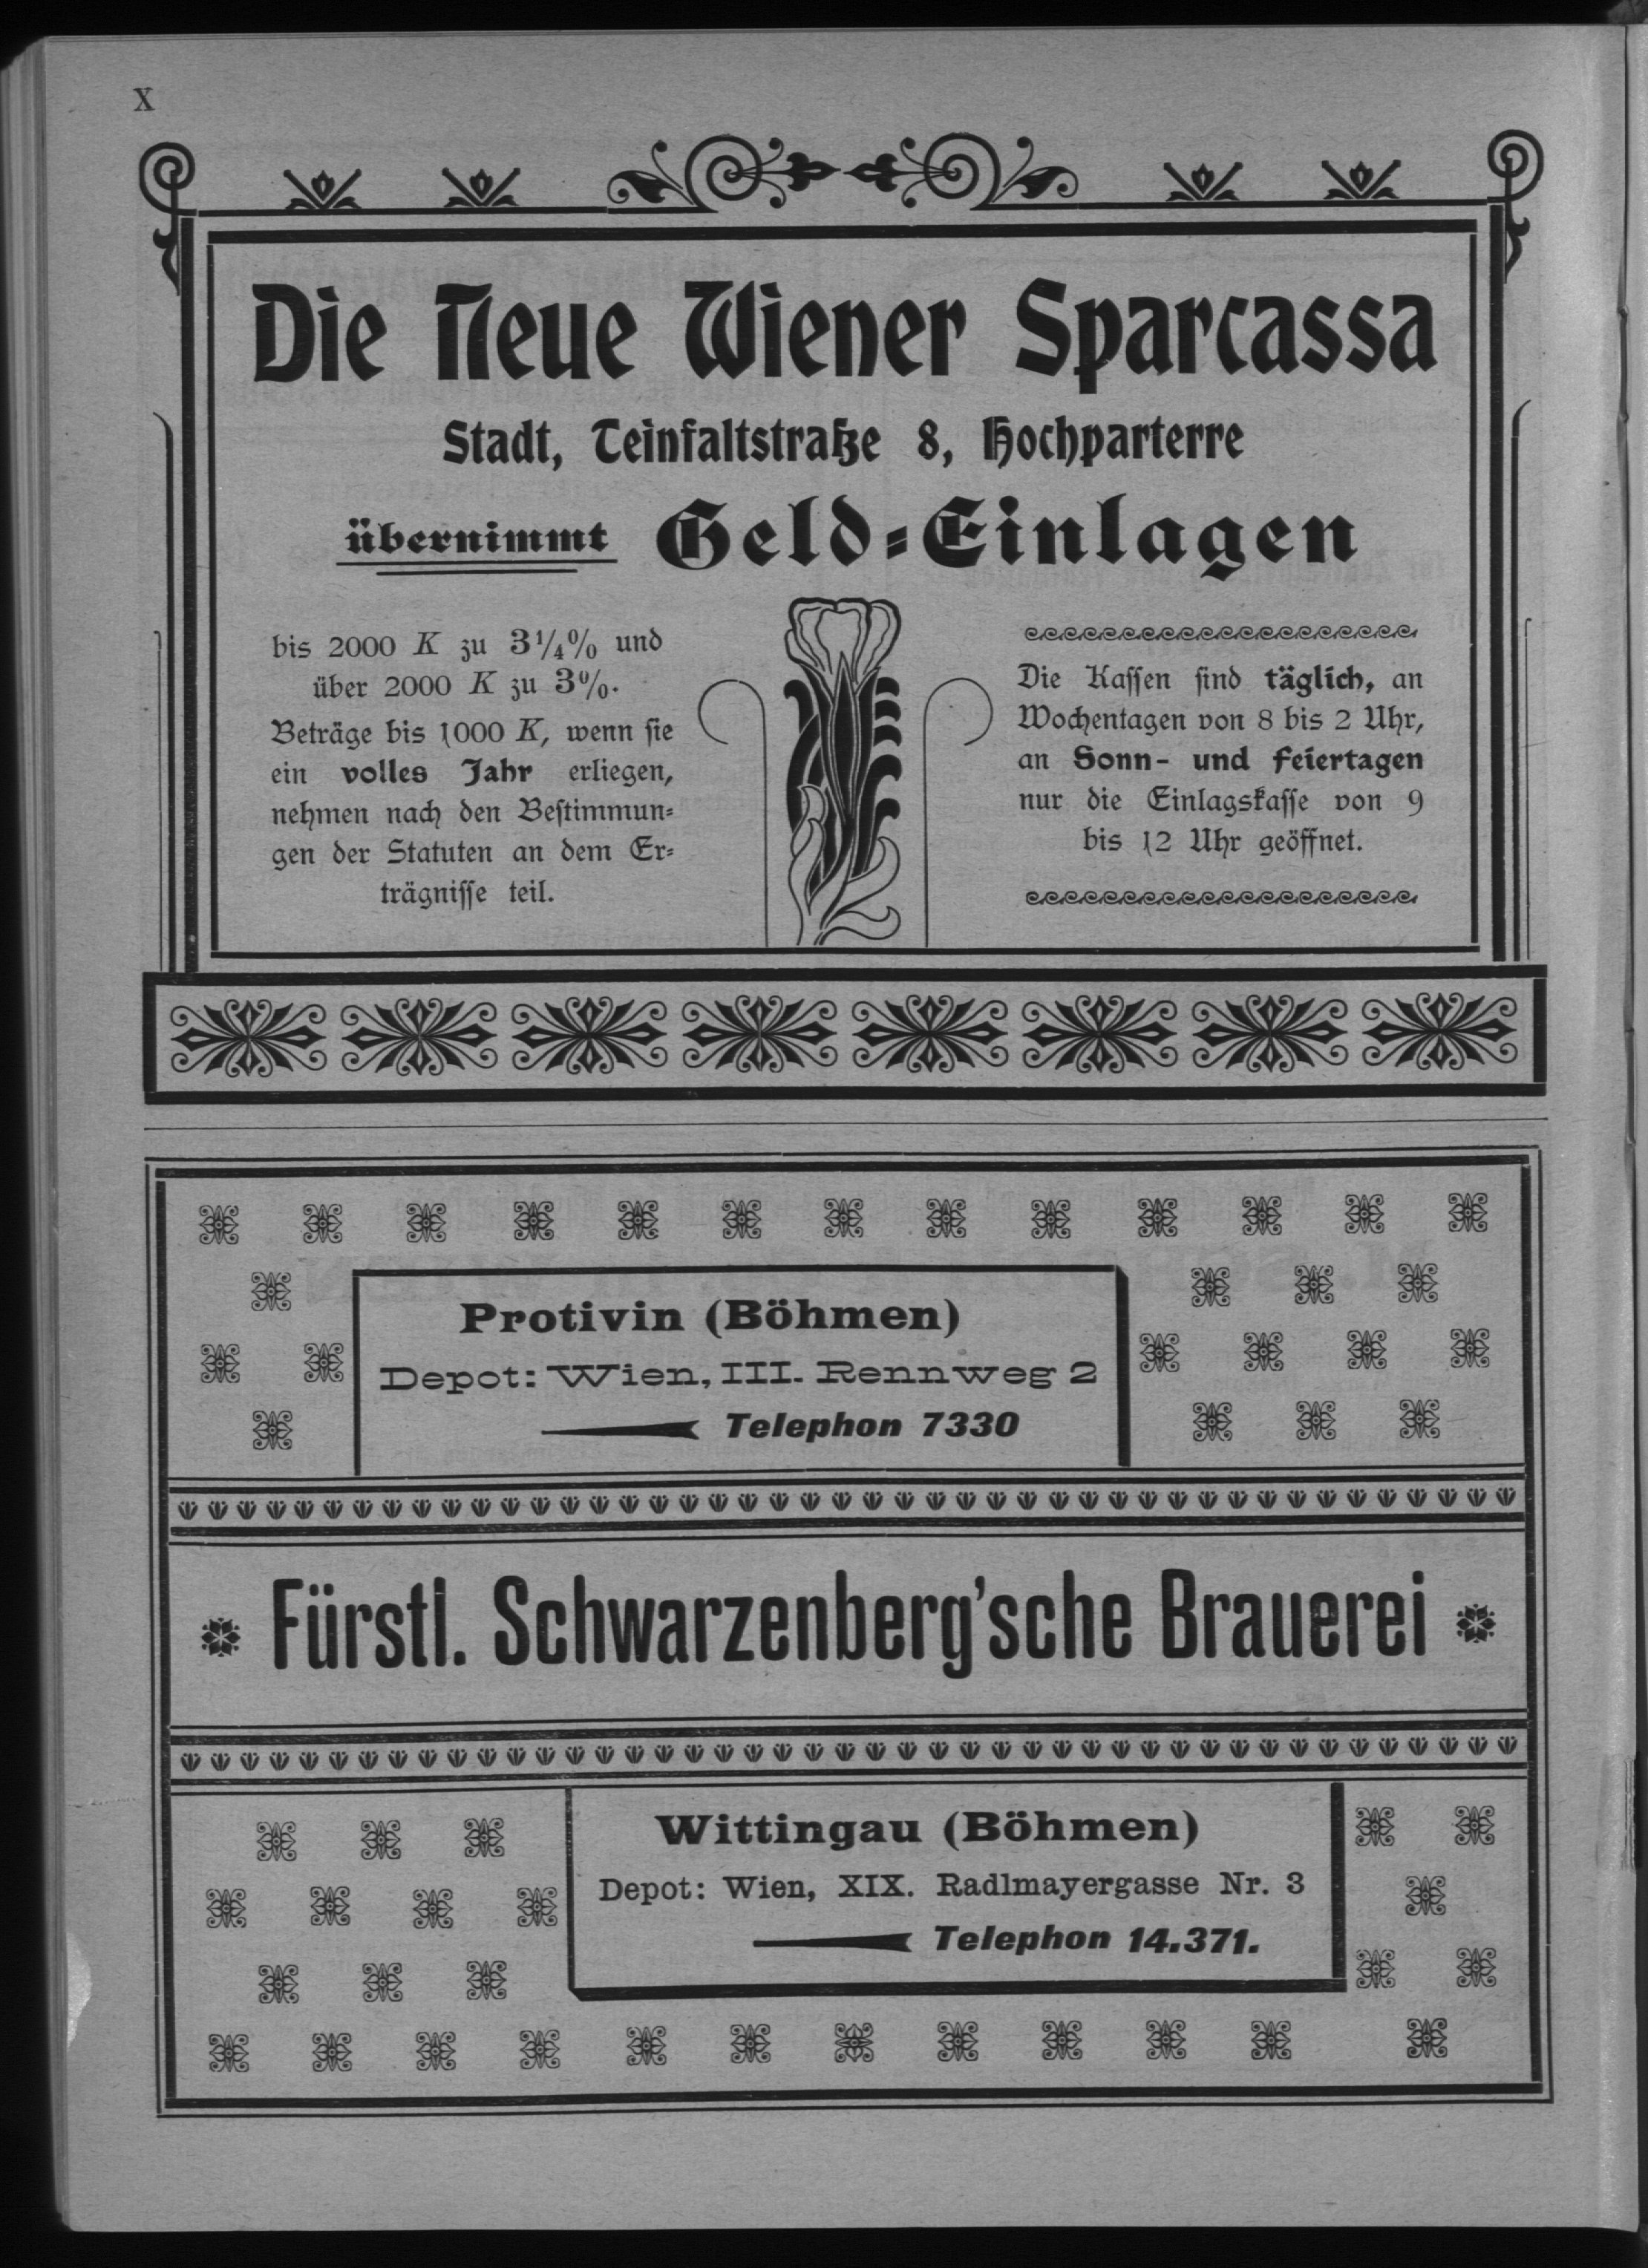 X
Die Neue Wiener Sparcassa
Stadt, Teinfaltstraße 8, Hochparterre
übernimmt Geld-Einlagen
bis 2000 K zu 3¼% und
über 2000 K zu 3%.
Beträge bis 1000 K, wenn sie
ein volles Jahr erliegen,
nehmen nach den Bestimmun-
gen der Statuten an dem Er-
trägnisse teil.
Die Kassen sind täglich, an
Wochentagen von 8 bis 2 Uhr,
an Sonn- und Feiertagen
nur die Einlagskasse von 9
bis 12 Uhr geöffnet.
Protivin (Böhmen)
Depot: Wien, III. Rennweg 2
Telephon 7330
Fürstl. Schwarzenberg'sche Brauerei
Wittingau (Böhmen)
Depot: Wien, XIX. Radlmayergasse Nr. 3
Telephon 14.371.